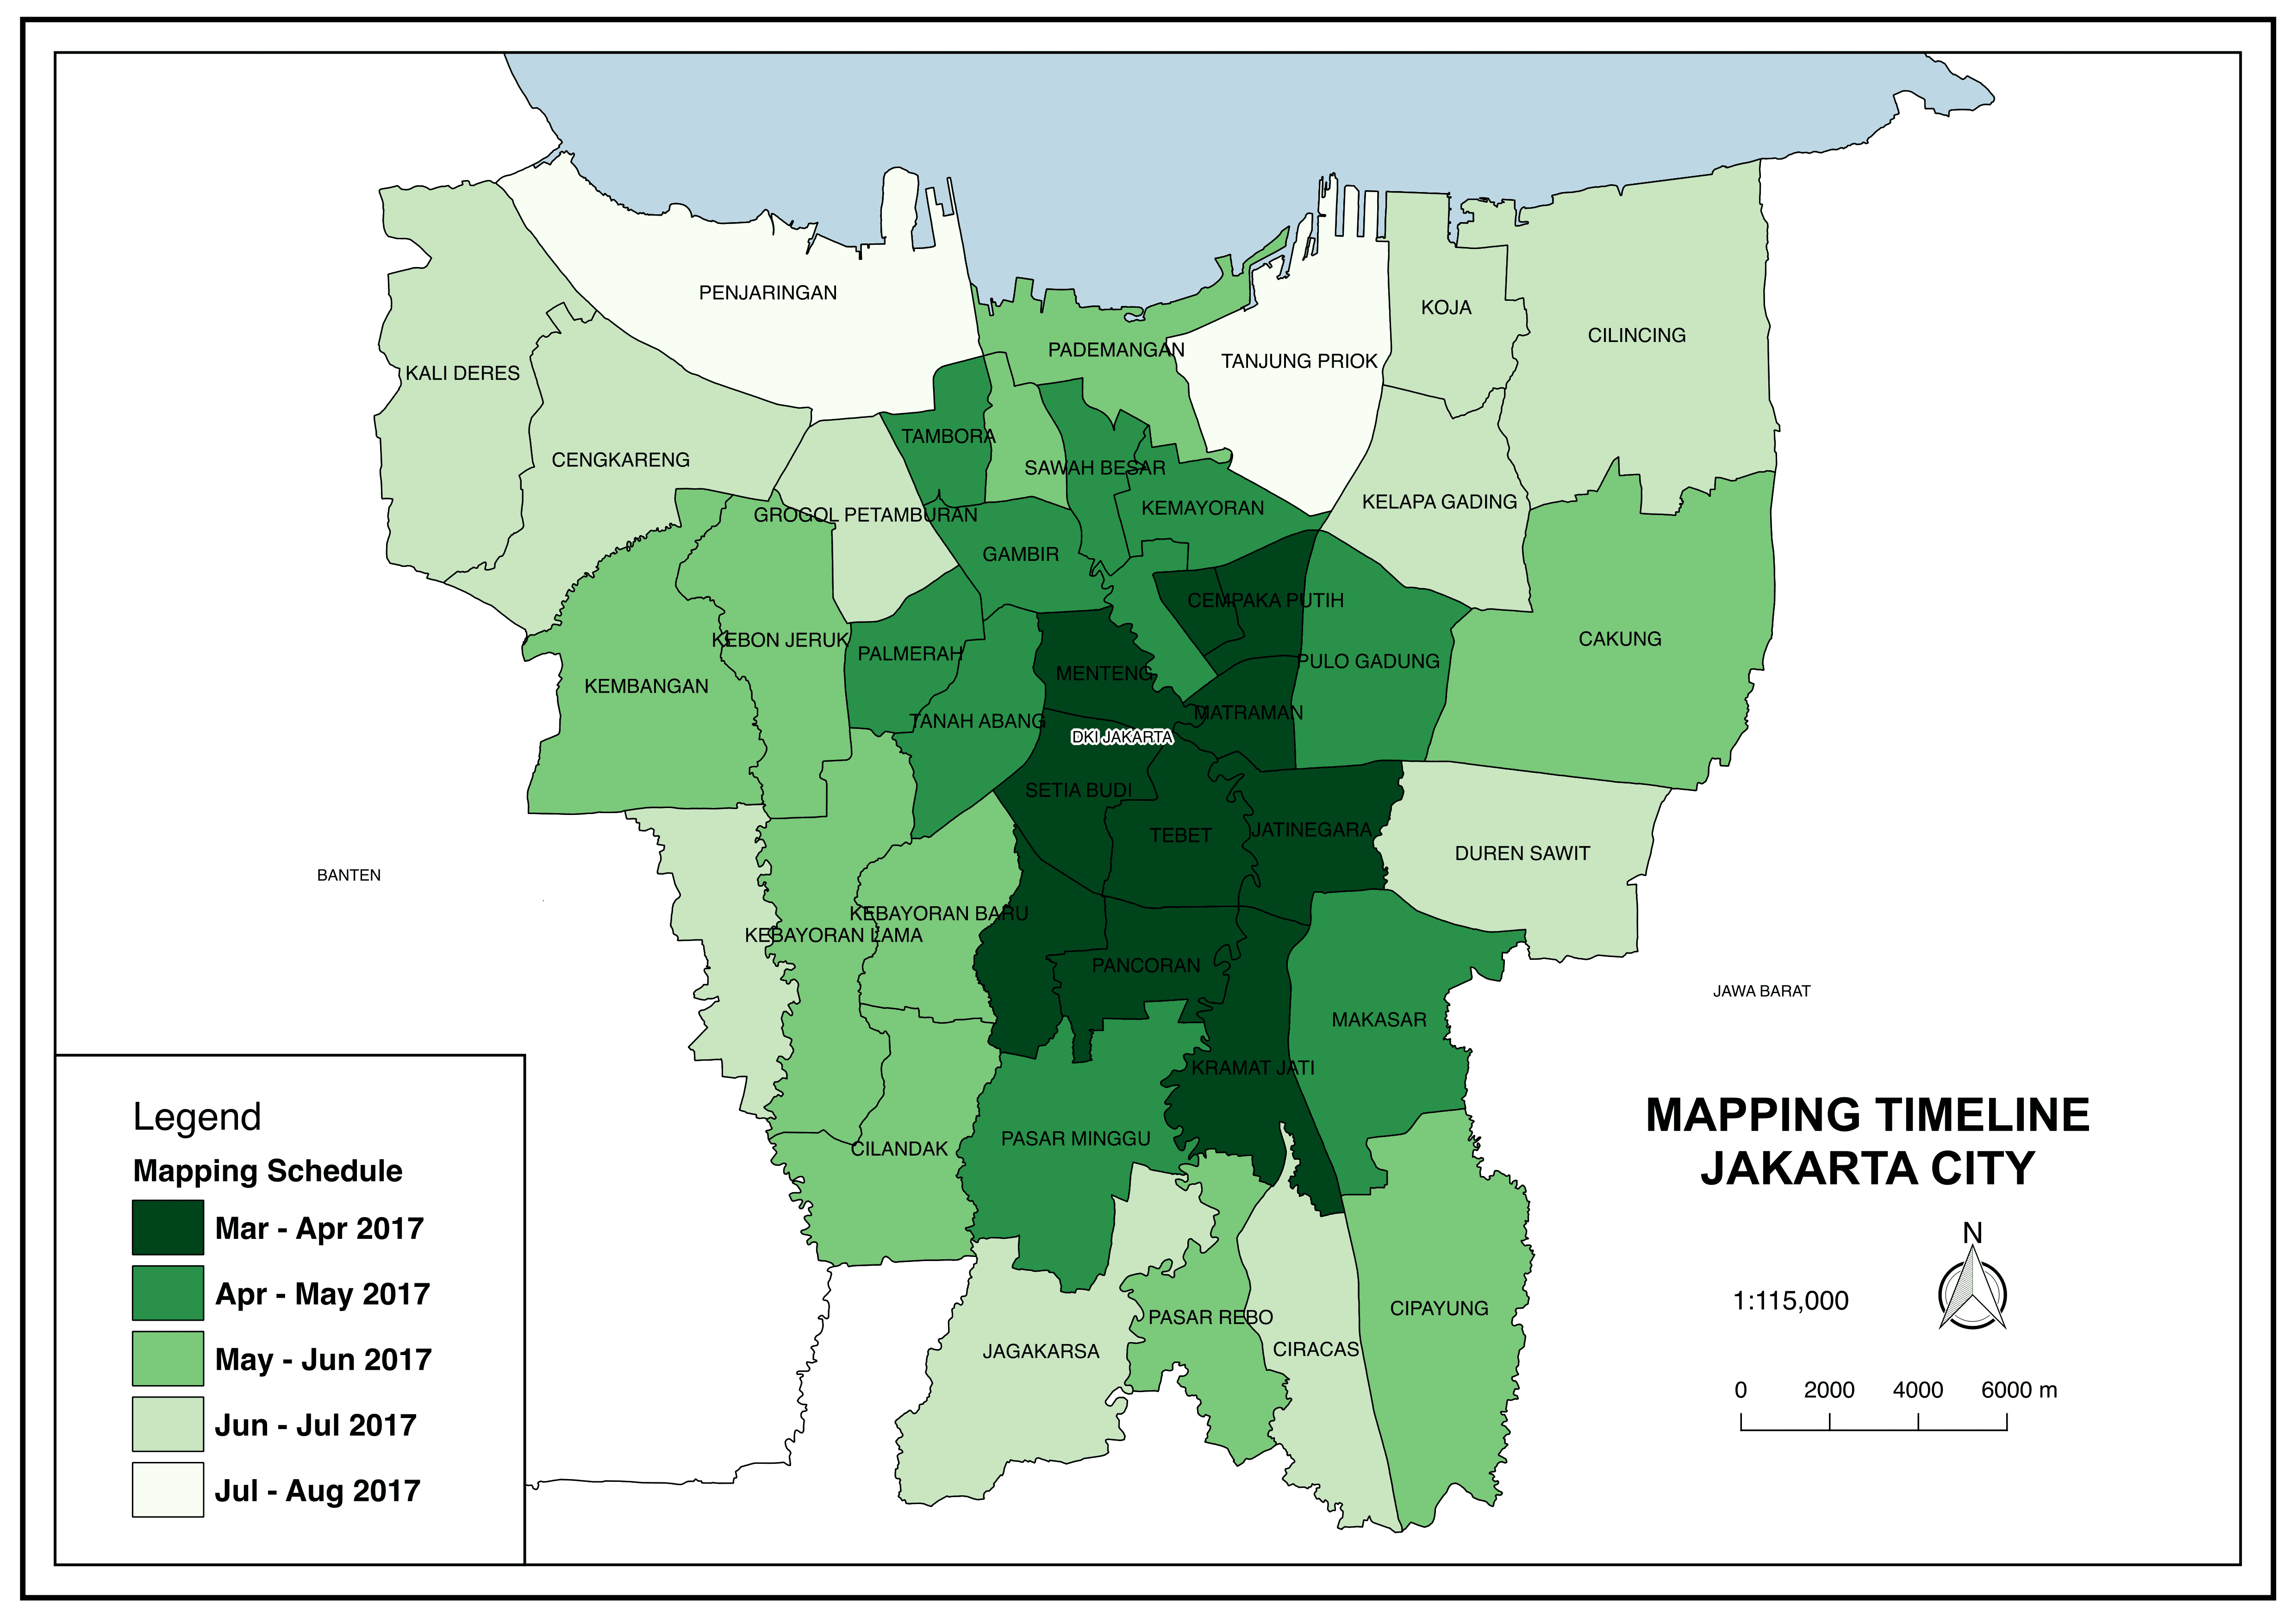 PENJARINGAN
KOJA
CILINCING
PADEMANGAN
TANJUNG PRIOK
KALI DERES
TAMBORA
CENGKARENG
SAWAH BESAR
KELAPA GADING
KEMAYORAN
GROGOL PETAMBURAN
GAMBIR
CEMPAKA PUTIH
KEBON JERUK
CAKUNG
PALMERAH
PULO GADUNG
MENTENG
KEMBANGAN
MATRAMAN
TANAH ABANG
DKI JAKARTA
SETIA BUDI
JATINEGARA
TEBET
DUREN SAWIT
BANTEN
KEBAYORAN BARU
KEBAYORAN LAMA
PANCORAN
JAWA BARAT
MAKASAR
KRAMAT JATI
PASAR MINGGU
CILANDAK
CIPAYUNG
PASAR REBO
CIRACAS
JAGAKARSA
MAPPING TIMELINE
JAKARTA CITY
N
1:115,000
0 2000 4000 6000 m
Legend
Mapping Schedule
Mar - Apr 2017
Apr - May 2017
May - Jun 2017
Jun - Jul 2017
Jul - Aug 2017